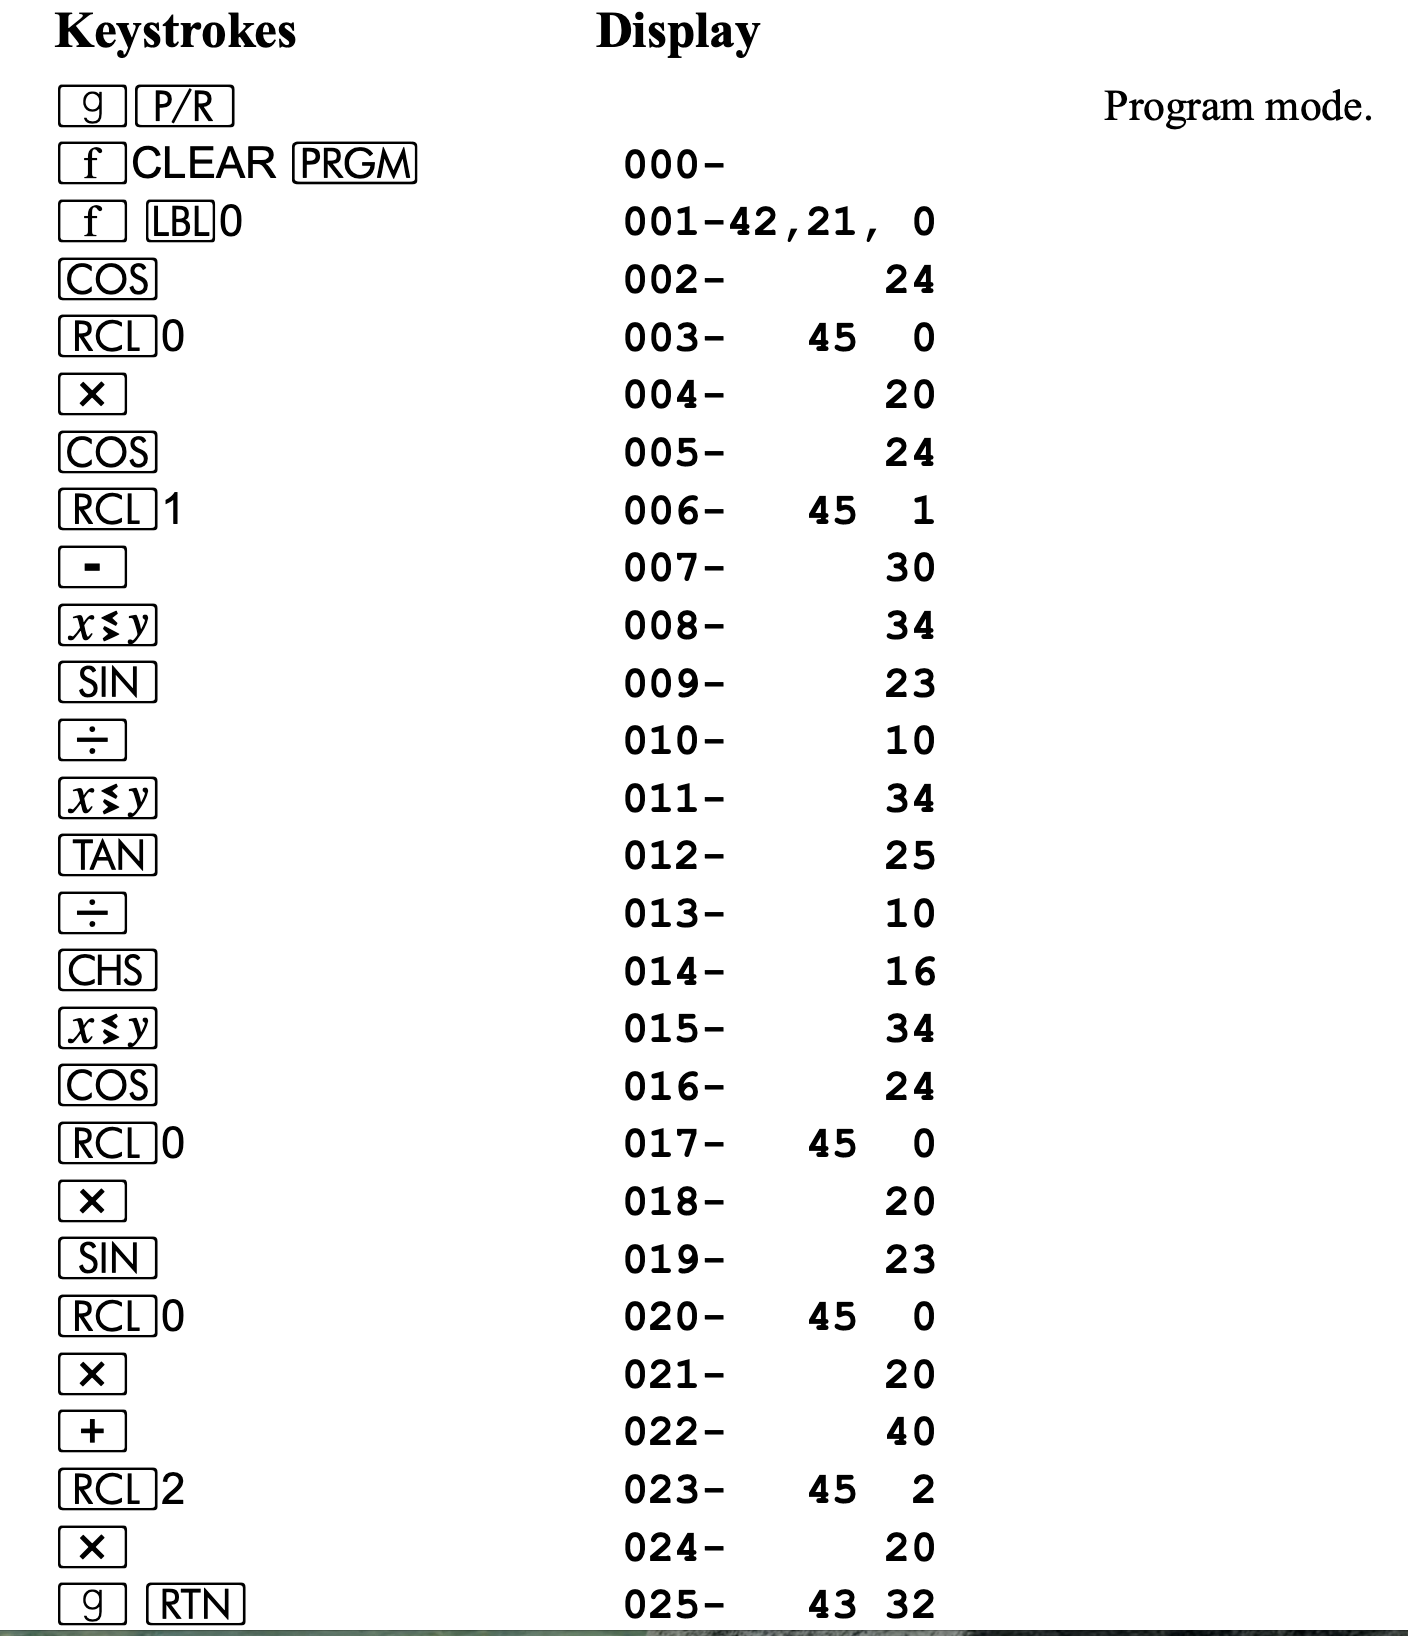 Keystrokes Display
g P/R Program mode.
f CLEAR PRGM 000–
f LBL 0 001–42,21, 0
COS 002– 24
RCL 0 003– 45 0
× 004– 20
COS 005– 24
RCL 1 006– 45 1
- 007– 30
x≶y 008– 34
SIN 009– 23
÷ 010– 10
x≶y 011– 34
TAN 012– 25
÷ 013– 10
CHS 014– 16
x≶y 015– 34
COS 016– 24
RCL 0 017– 45 0
× 018– 20
SIN 019– 23
RCL 0 020– 45 0
× 021– 20
+ 022– 40
RCL 2 023– 45 2
× 024– 20
g RTN 025– 43 32